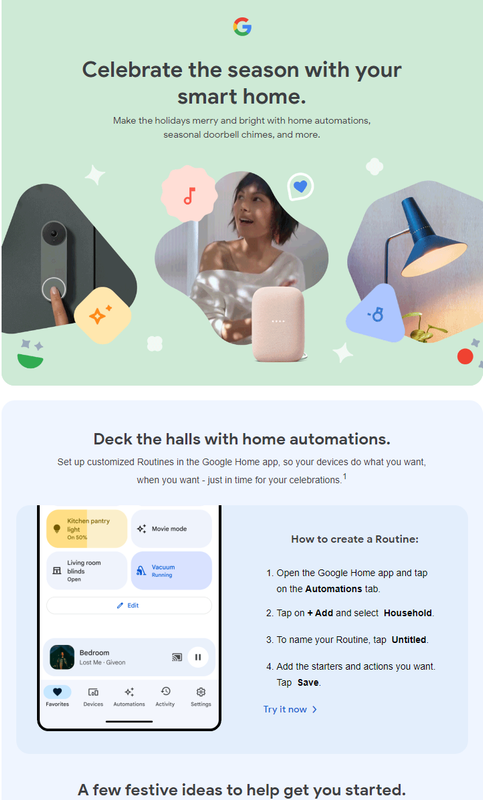 Celebrate the season with your
smart home.
Make the holidays merry and bright with home automations,
seasonal doorbell chimes, and more.
Deck the halls with home automations.
Set up customized Routines in the Google Home app, so your devices do what you want,
when you want - just in time for your celebrations.1
Kitchen pantry
light
On 50%
Movie mode
Living room
blinds
Open
Vacuum
Running
Edit
Bedroom
Lost Me · Giveon
Favorites
Devices
Automations
Activity
Settings
How to create a Routine:
1. Open the Google Home app and tap
on the Automations tab.
2. Tap on + Add and select Household.
3. To name your Routine, tap Untitled.
4. Add the starters and actions you want.
Tap Save.
Try it now >
A few festive ideas to help get you started.